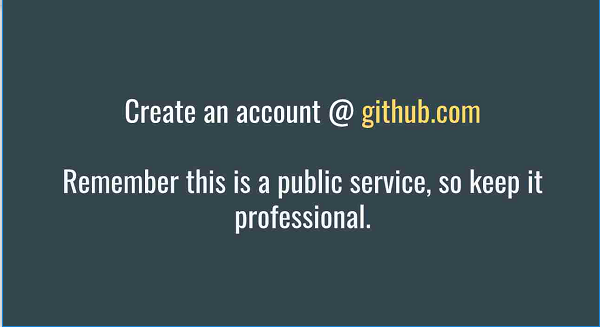 Create an account @ github.com
Remember this is a public service, so keep it
professional.